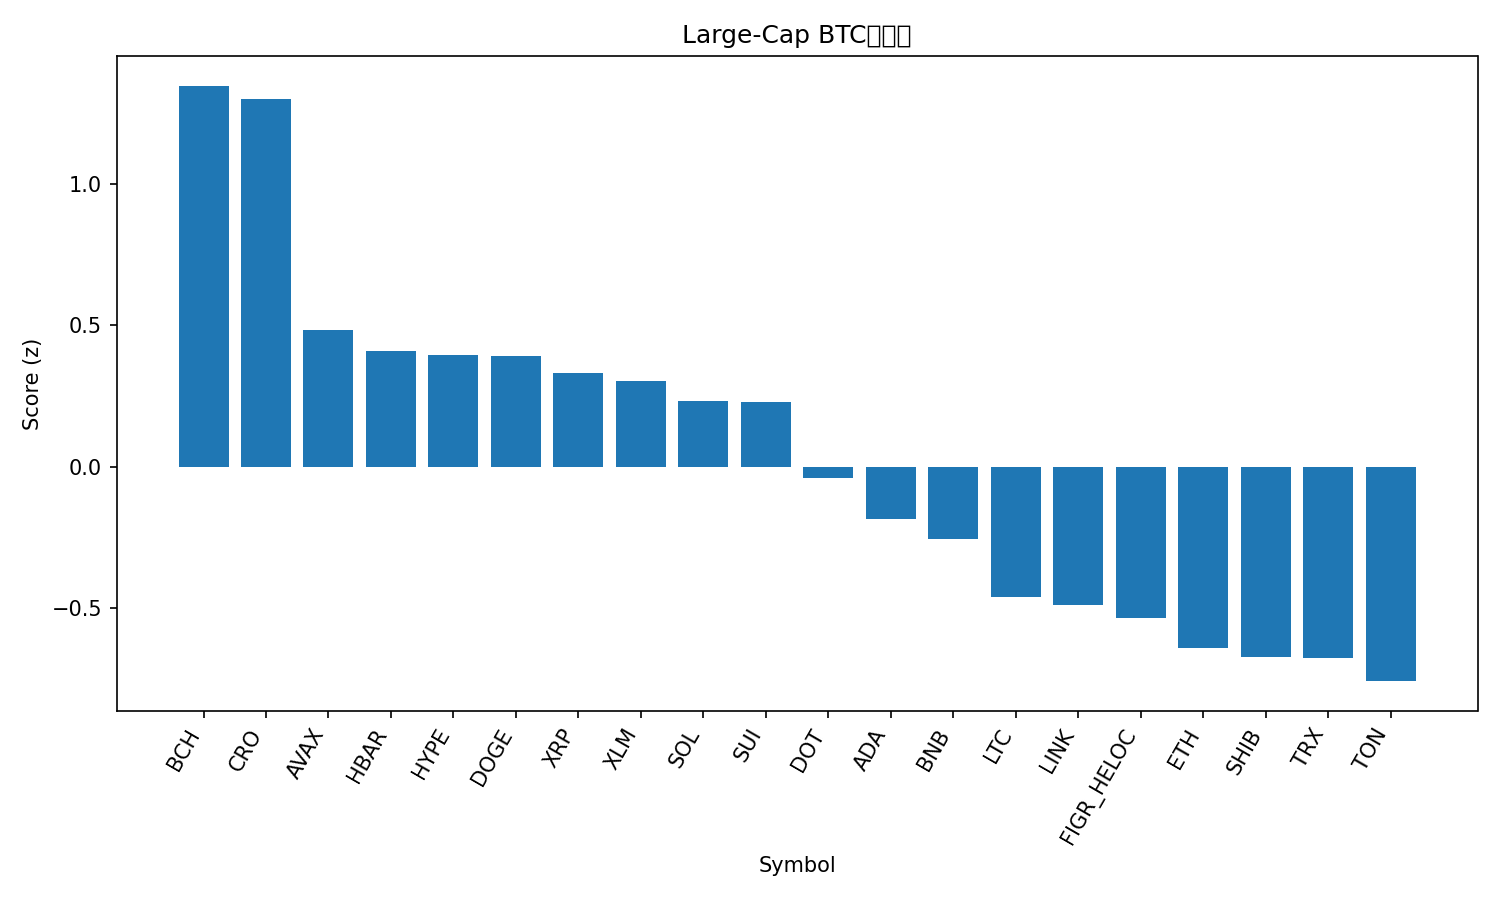 Large-Cap BTC
1.0
0.5
0.0
−0.5
Score (z)
BCH
CRO
AVAX
HBAR
HYPE
DOGE
XRP
XLM
SOL
SUI
DOT
ADA
BNB
LTC
LINK
FIGR_HELOC
ETH
SHIB
TRX
TON
Symbol